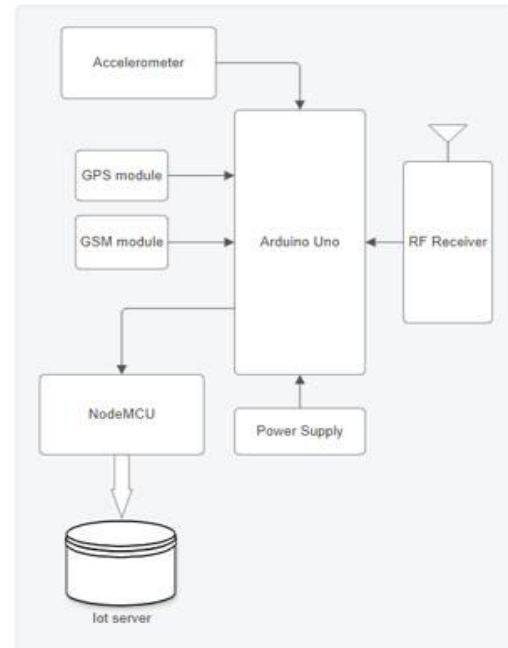 Accelerometer
GPS module
GSM module
Arduino Uno
RF Receiver
NodeMCU
Power Supply
Iot server